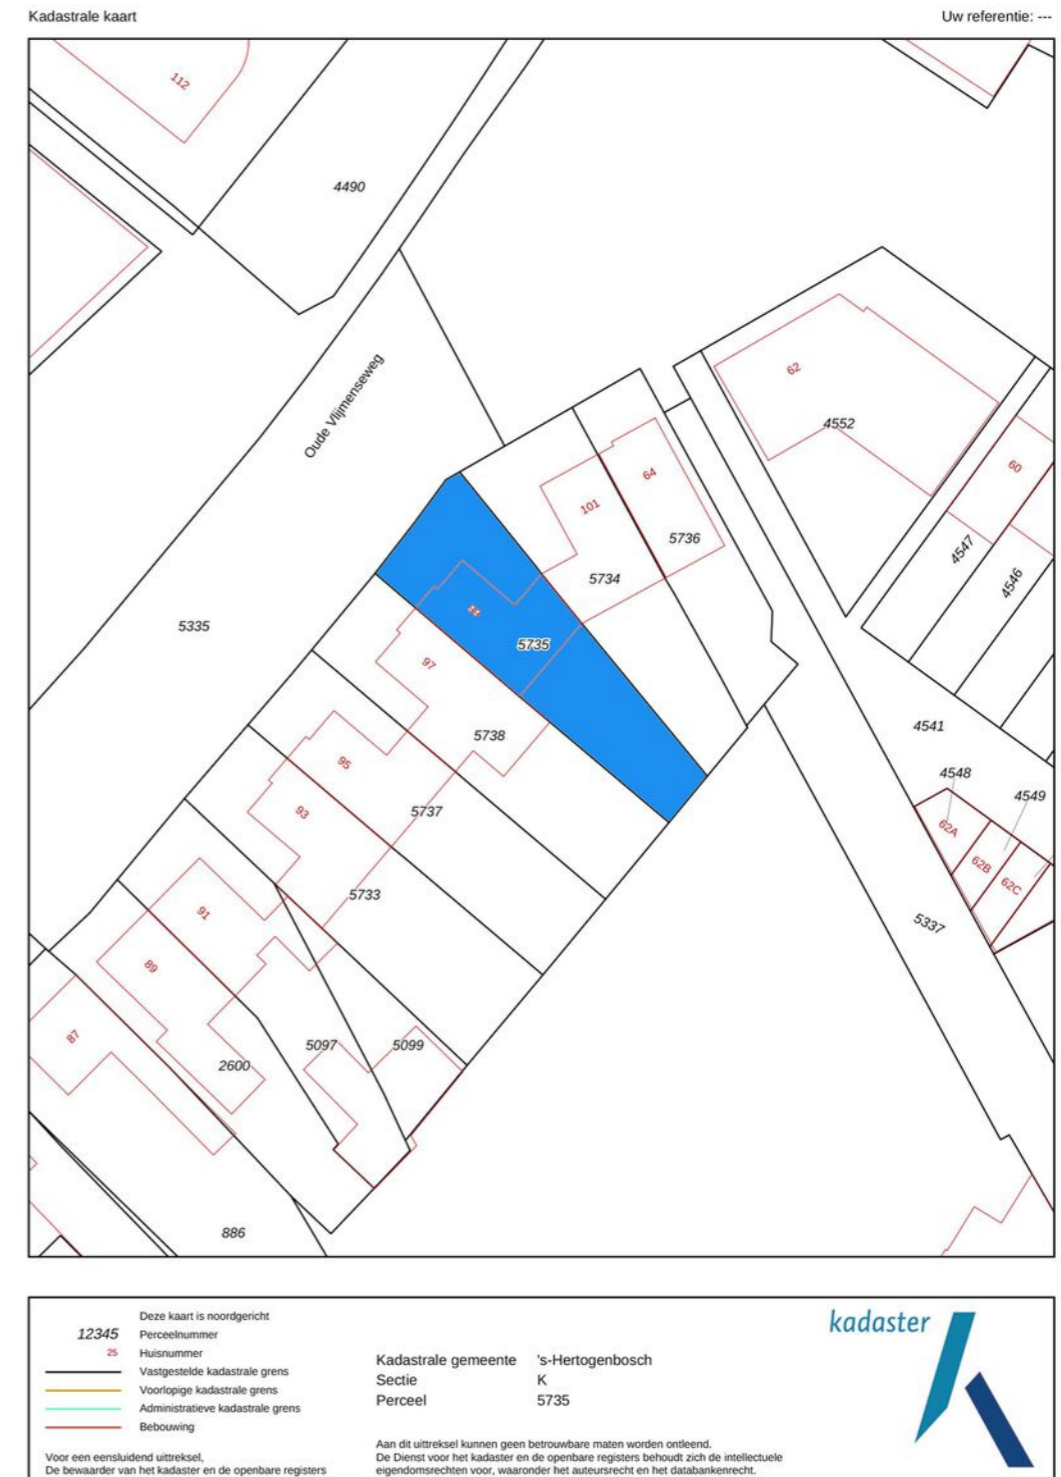 Kadastrale kaart
Uw referentie: ---
112
4490
Oude Vlijmenseweg
62
4552
60
64
101
5736
4547
4546
5734
5335
5735
97
5738
4541
95
4548
4549
93
5737
62A
62B
62C
5733
91
5337
89
87
5097
5099
2600
886
Deze kaart is noordgericht
12345 Perceelnummer
25 Huisnummer
Vastgestelde kadastrale grens
Voorlopige kadastrale grens
Administratieve kadastrale grens
Bebouwing
Voor een eensluidend uittreksel,
De bewaarder van het kadaster en de openbare registers
Kadastrale gemeente 's-Hertogenbosch
Sectie K
Perceel 5735
Aan dit uittreksel kunnen geen betrouwbare maten worden ontleend.
De Dienst voor het kadaster en de openbare registers behoudt zich de intellectuele
eigendomsrechten voor, waaronder het auteursrecht en het databankenrecht.
kadaster